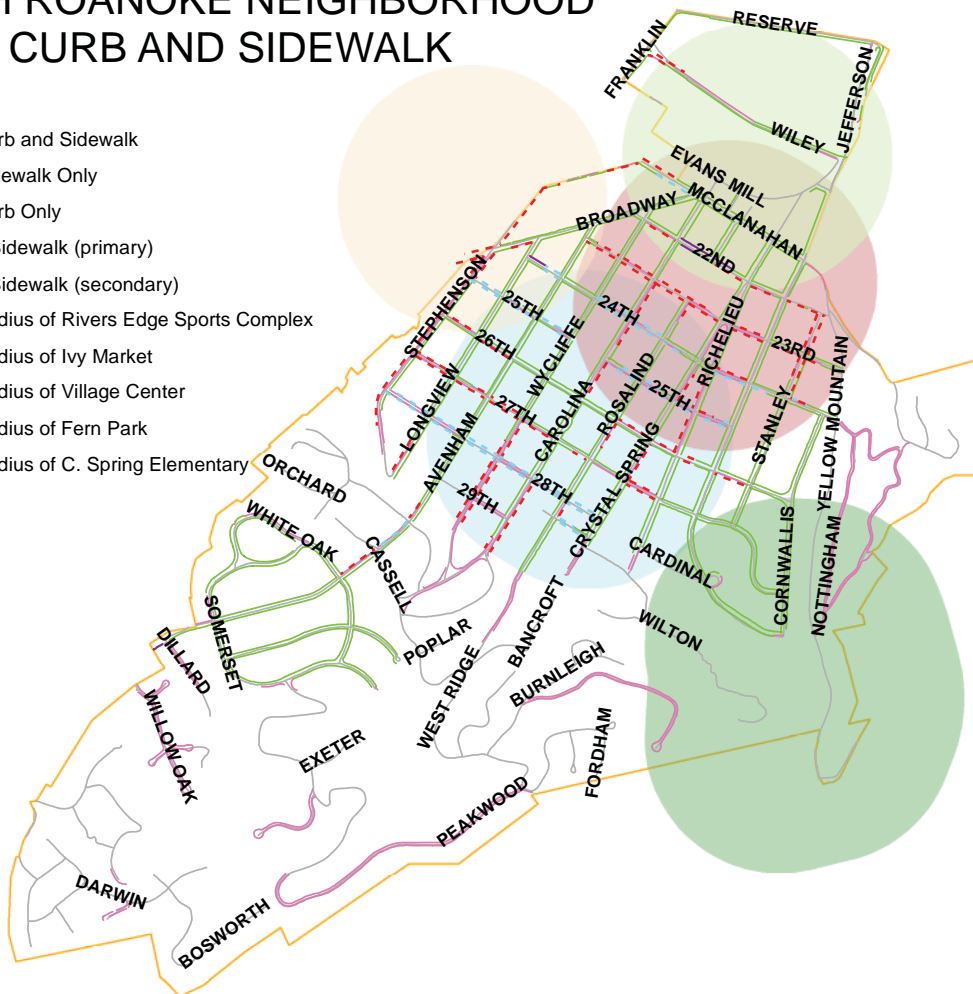 ROANOKE NEIGHBORHOOD
CURB AND SIDEWALK
rb and Sidewalk
ewalk Only
rb Only
Sidewalk (primary)
Sidewalk (secondary)
dius of Rivers Edge Sports Complex
dius of Ivy Market
dius of Village Center
dius of Fern Park
dius of C. Spring Elementary
RESERVE
FRANKLIN
JEFFERSON
WILEY
EVANS MILL
MCCLANAHAN
BROADWAY
22ND
STEPHENSON
25TH
24TH
26TH
WYCLIFFE
RICHELIEU
23RD
LONGVIEW
27TH
CAROLINA
ROSALIND
25TH
STANLEY
YELLOW MOUNTAIN
AVENHAM
28TH
29TH
CRYSTAL SPRING
ORCHARD
WHITE OAK
CASSELL
CARDINAL
CORNWALLIS
NOTTINGHAM
SOMERSET
DILLARD
POPLAR
WEST RIDGE
BANCROFT
WILTON
BURNLEIGH
WILLOW OAK
EXETER
FORDHAM
PEAKWOOD
DARWIN
BOSWORTH